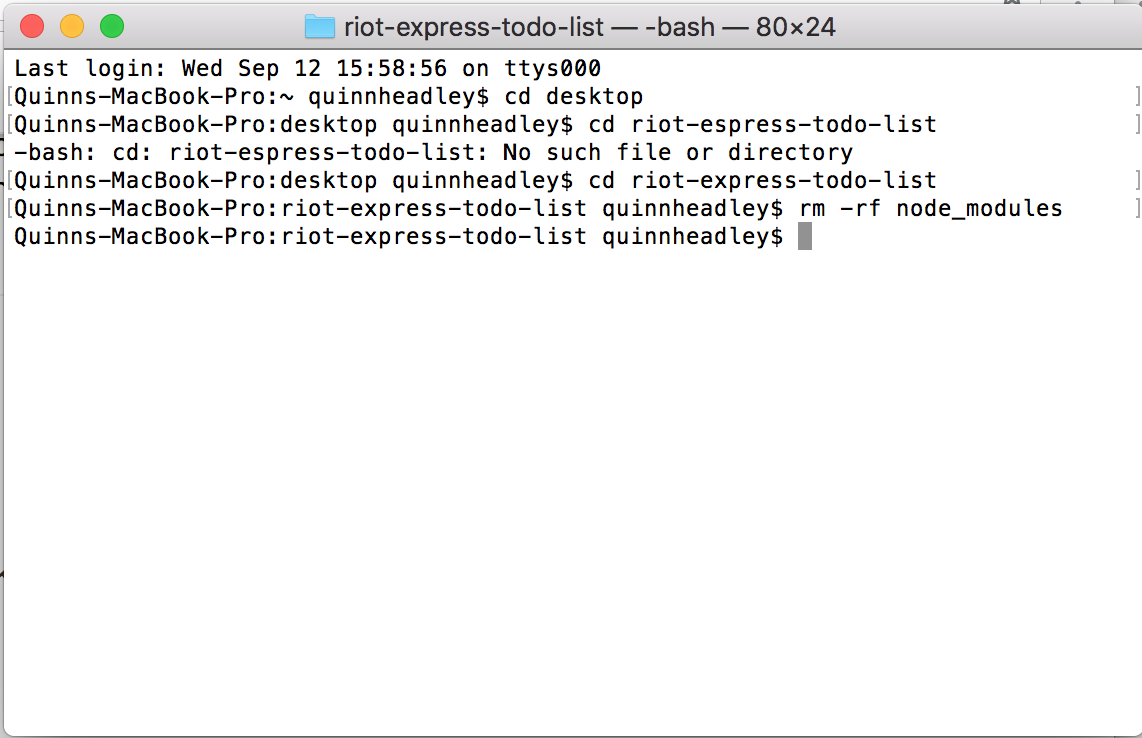 riot-express-todo-list — -bash — 80×24
Last login: Wed Sep 12 15:58:56 on ttys000
[Quinns-MacBook-Pro:~ quinnheadley$ cd desktop ]
[Quinns-MacBook-Pro:desktop quinnheadley$ cd riot-espress-todo-list ]
-bash: cd: riot-espress-todo-list: No such file or directory
[Quinns-MacBook-Pro:desktop quinnheadley$ cd riot-express-todo-list ]
[Quinns-MacBook-Pro:riot-express-todo-list quinnheadley$ rm -rf node_modules ]
Quinns-MacBook-Pro:riot-express-todo-list quinnheadley$